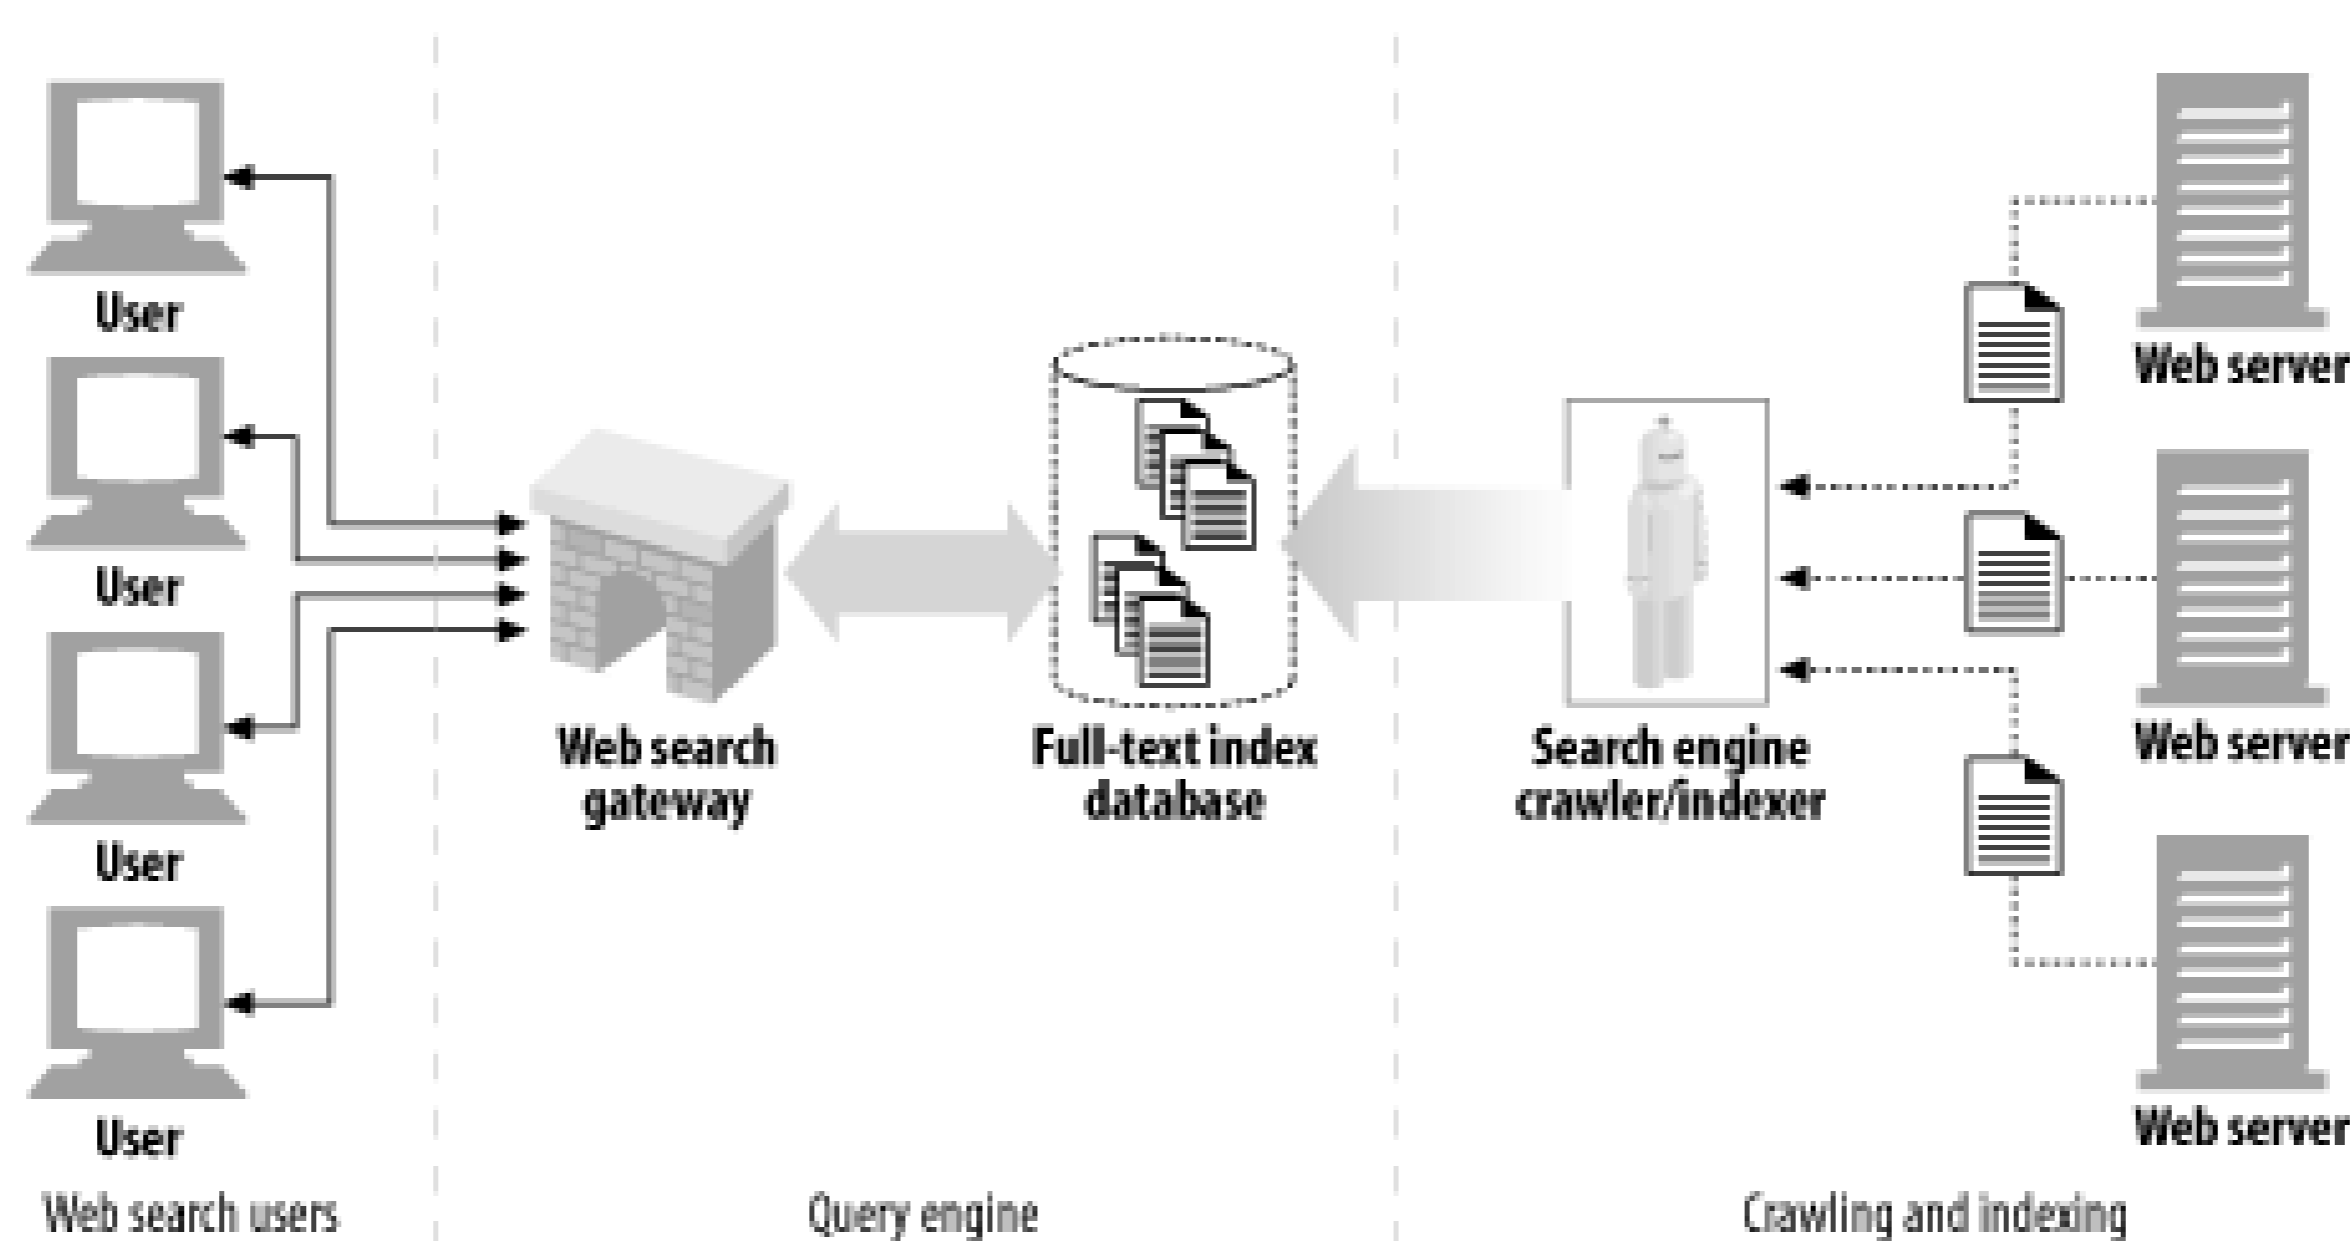 User
User
User
User
Web search users
Web search
gateway
Full-text index
database
Query engine
Search engine
crawler/indexer
Web server
Web server
Web server
Crawling and indexing